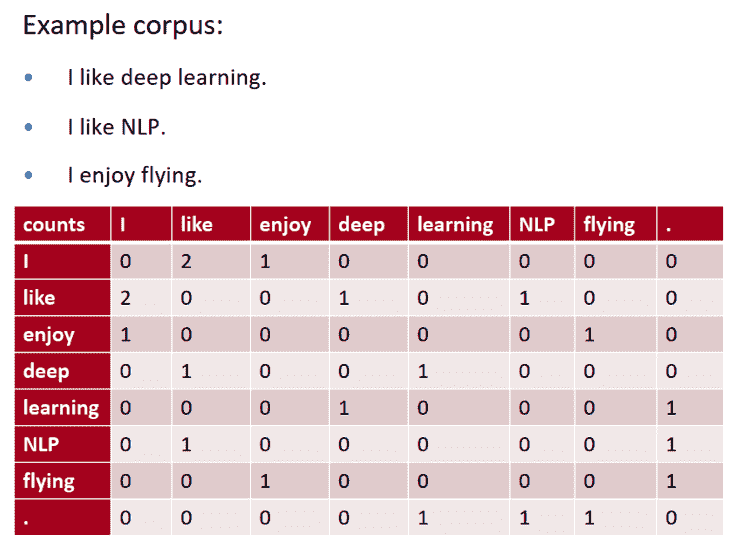 Example corpus:
• I like deep learning.
• I like NLP.
• I enjoy flying.
counts I like enjoy deep learning NLP flying .
I 0 2 1 0 0 0 0 0
like 2 0 0 1 0 1 0 0
enjoy 1 0 0 0 0 0 1 0
deep 0 1 0 0 1 0 0 0
learning 0 0 0 1 0 0 0 1
NLP 0 1 0 0 0 0 0 1
flying 0 0 1 0 0 0 0 1
. 0 0 0 0 1 1 1 0